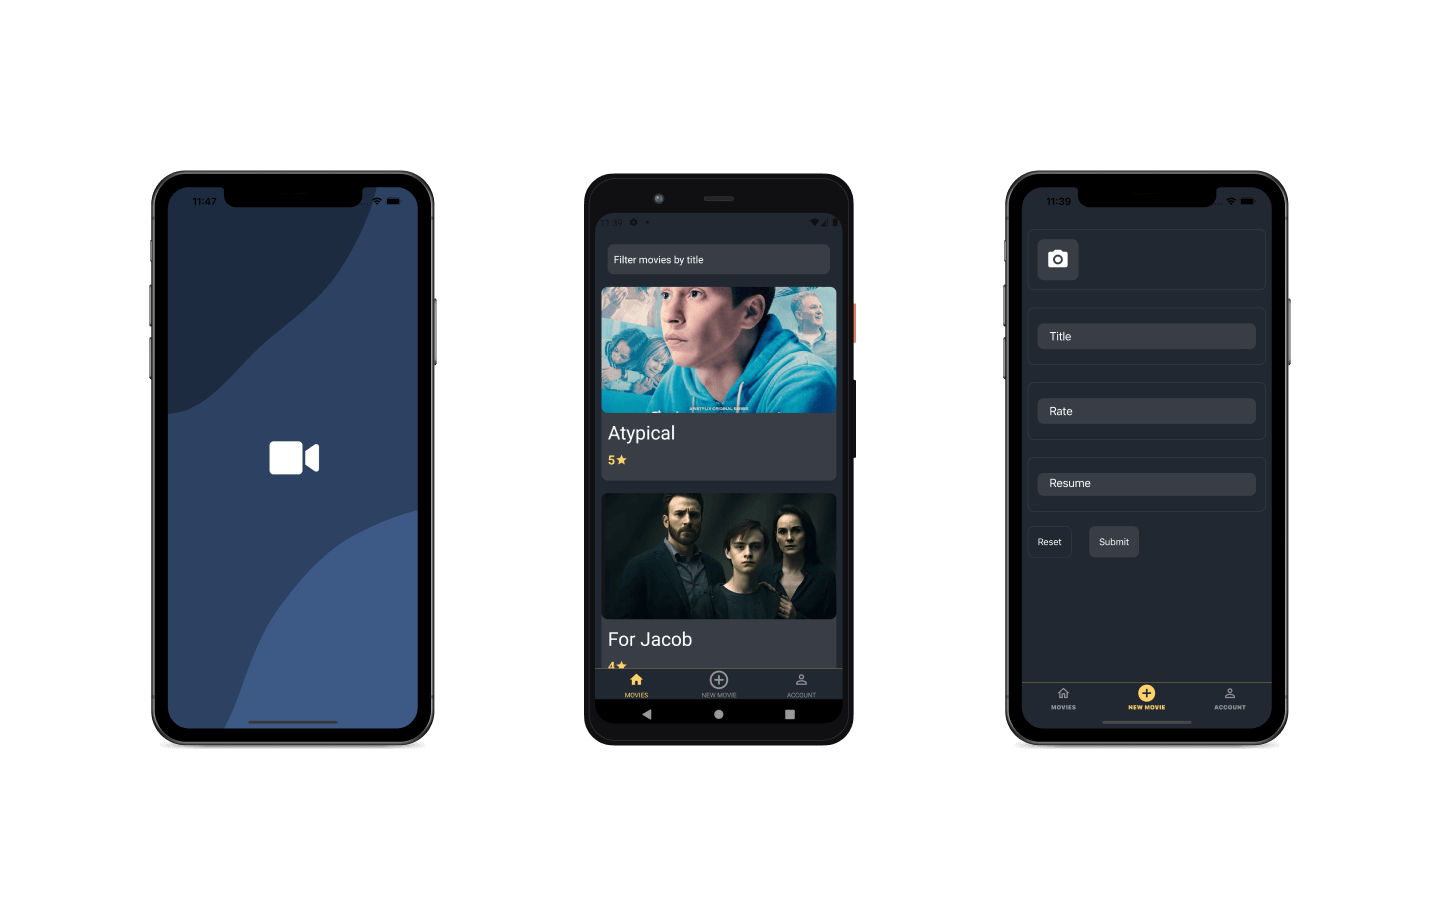 11:47
11:39
Filter movies by title
A NETFLIX ORIGINAL SERIES
Atypical
5
For Jacob
4
MOVIES
NEW MOVIE
ACCOUNT
11:39
Title
Rate
Resume
Reset
Submit
MOVIES
NEW MOVIE
ACCOUNT